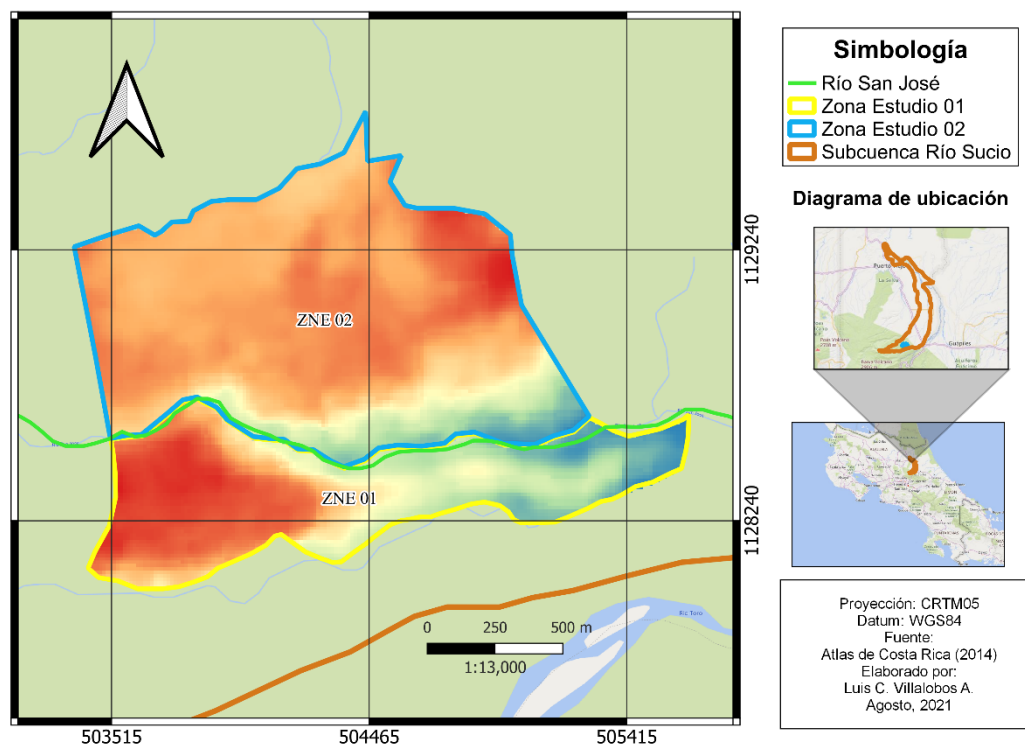 Simbología
Río San José
Zona Estudio 01
Zona Estudio 02
Subcuenca Río Sucio
Diagrama de ubicación
Proyección: CRTM05
Datum: WGS84
Fuente:
Atlas de Costa Rica (2014)
Elaborado por:
Luis C. Villalobos A.
Agosto, 2021
ZNE 02
ZNE 01
1129240
1128240
0 250 500 m
1:13,000
503515 504465 505415